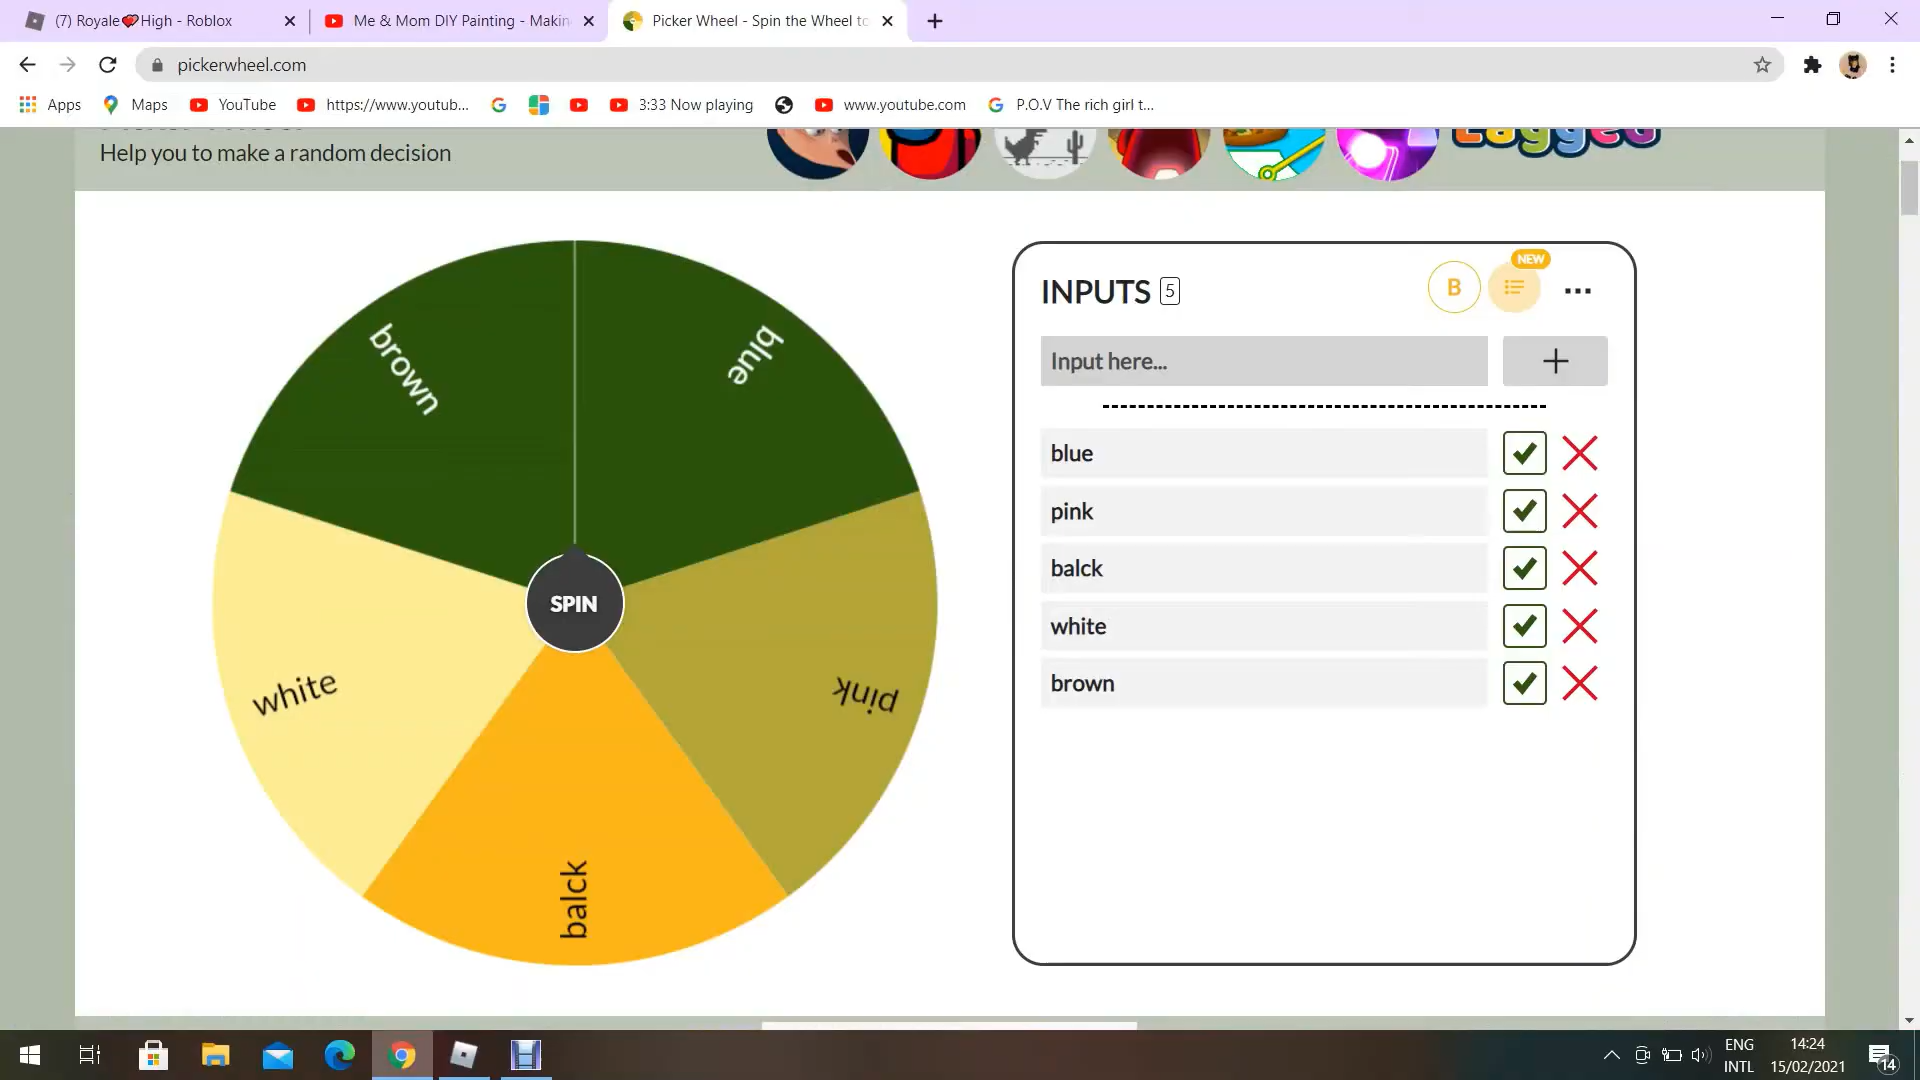 (7) Royale❤High - Roblox
Me & Mom DIY Painting - Makin
Picker Wheel - Spin the Wheel to
pickerwheel.com
Apps
Maps
YouTube
https://www.youtub...
3:33 Now playing
www.youtube.com
P.O.V The rich girl t...
Help you to make a random decision
Lagged
brown
blue
white
pink
balck
SPIN
INPUTS 5
B
NEW
...
Input here...
+
blue
pink
balck
white
brown
ENG
INTL
14:24
15/02/2021
14